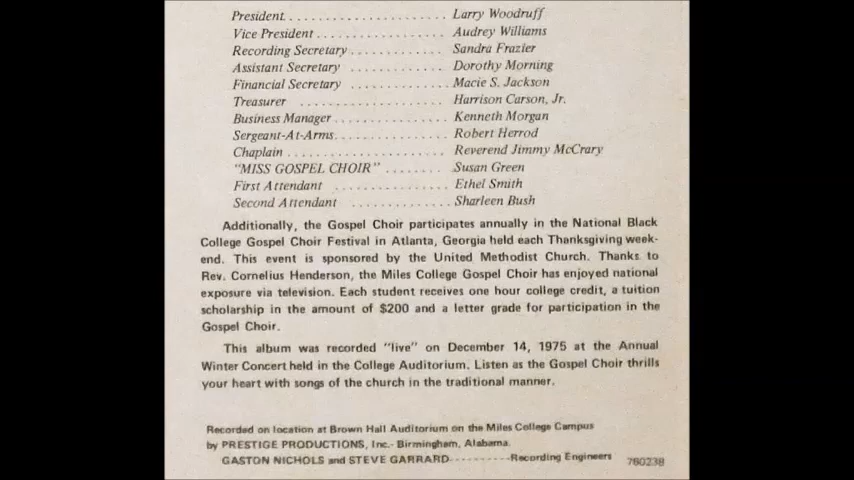 President. . . . . . . . . . . . . . . . . . . . . Larry Woodruff
Vice President . . . . . . . . . . . . . . . . . Audrey Williams
Recording Secretary . . . . . . . . . . . . Sandra Frazier
Assistant Secretary . . . . . . . . . . . . Dorothy Morning
Financial Secretary . . . . . . . . . . . . Macie S. Jackson
Treasurer . . . . . . . . . . . . . . . . . . Harrison Carson, Jr.
Business Manager . . . . . . . . . . . . . . Kenneth Morgan
Sergeant-At-Arms. . . . . . . . . . . . . . Robert Herrod
Chaplain . . . . . . . . . . . . . . . . . . . . Reverend Jimmy McCrary
"MISS GOSPEL CHOIR" . . . . . . . Susan Green
First Attendant . . . . . . . . . . . . . . Ethel Smith
Second Attendant . . . . . . . . . . . . . Sharleen Bush
Additionally, the Gospel Choir participates annually in the National Black
College Gospel Choir Festival in Atlanta, Georgia held each Thanksgiving week-
end. This event is sponsored by the United Methodist Church. Thanks to
Rev. Cornelius Henderson, the Miles College Gospel Choir has enjoyed national
exposure via television. Each student receives one hour college credit, a tuition
scholarship in the amount of $200 and a letter grade for participation in the
Gospel Choir.
This album was recorded "live" on December 14, 1975 at the Annual
Winter Concert held in the College Auditorium. Listen as the Gospel Choir thrills
your heart with songs of the church in the traditional manner.
Recorded on location at Brown Hall Auditorium on the Miles College Campus
by PRESTIGE PRODUCTIONS, Inc.- Birmingham, Alabama.
GASTON NICHOLS and STEVE GARRARD----------Recording Engineers 760238